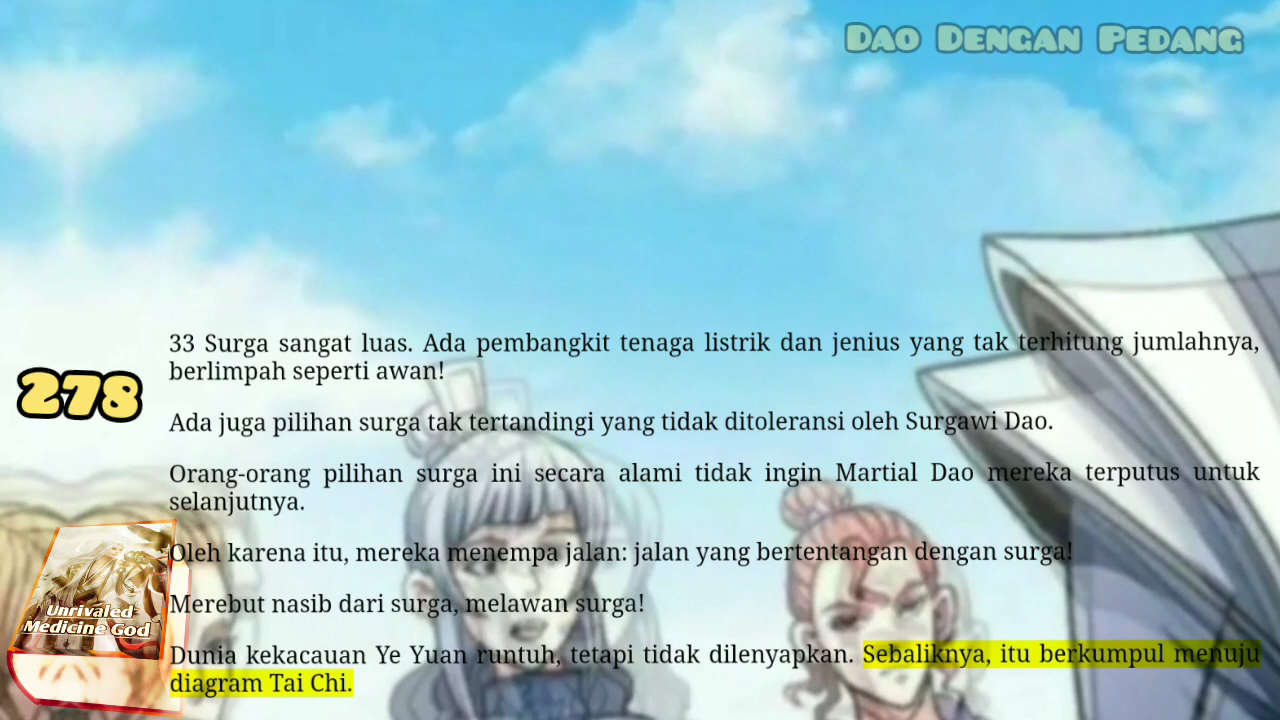 Dao Dengan Pedang
33 Surga sangat luas. Ada pembangkit tenaga listrik dan jenius yang tak terhitung jumlahnya,
berlimpah seperti awan!
278
Ada juga pilihan surga tak tertandingi yang tidak ditoleransi oleh Surgawi Dao.
Orang-orang pilihan surga ini secara alami tidak ingin Martial Dao mereka terputus untuk
selanjutnya.
Oleh karena itu, mereka menempa jalan: jalan yang bertentangan dengan surga!
Merebut nasib dari surga, melawan surga!
Unrivaled
Medicine God
Dunia kekacauan Ye Yuan runtuh, tetapi tidak dilenyapkan. Sebaliknya, itu berkumpul menuju
diagram Tai Chi.